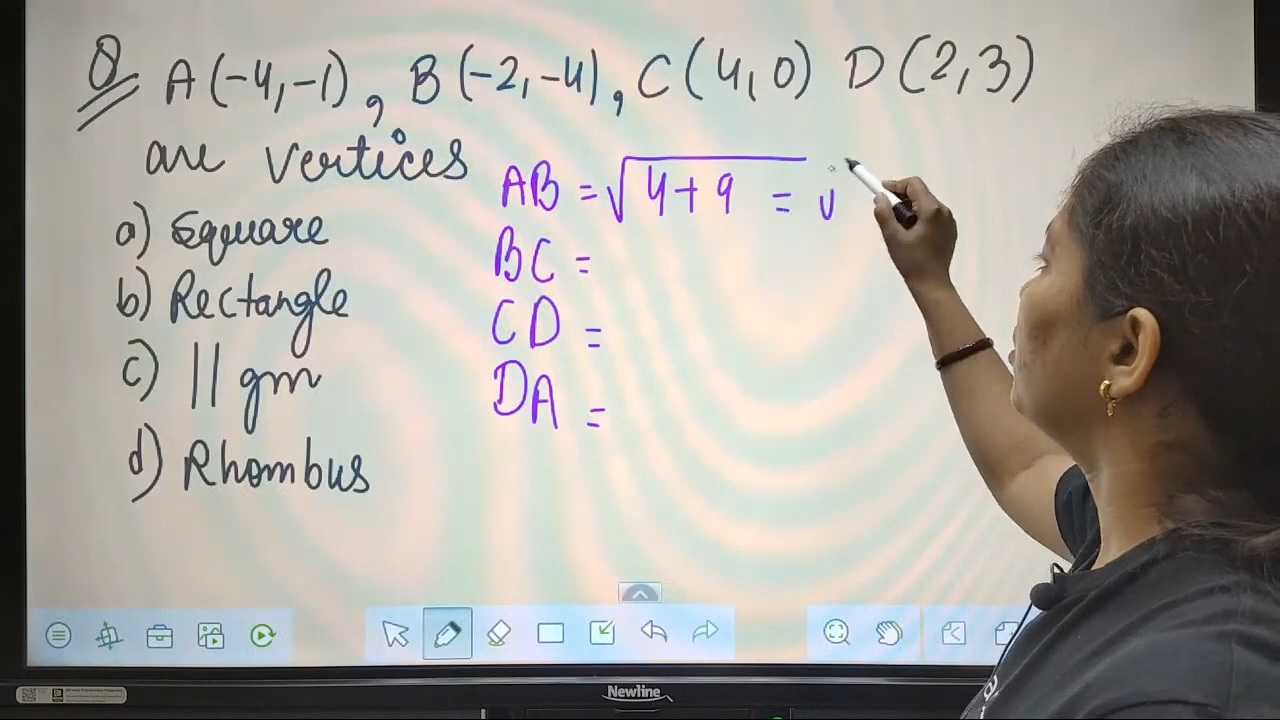 Q A(-4,-1), B(-2,-4), C(4,0) D(2,3)
are vertices
a) Square
b) Rectangle
c) || gm
d) Rhombus
AB = √4+9 = √
BC =
CD =
DA =
Newline